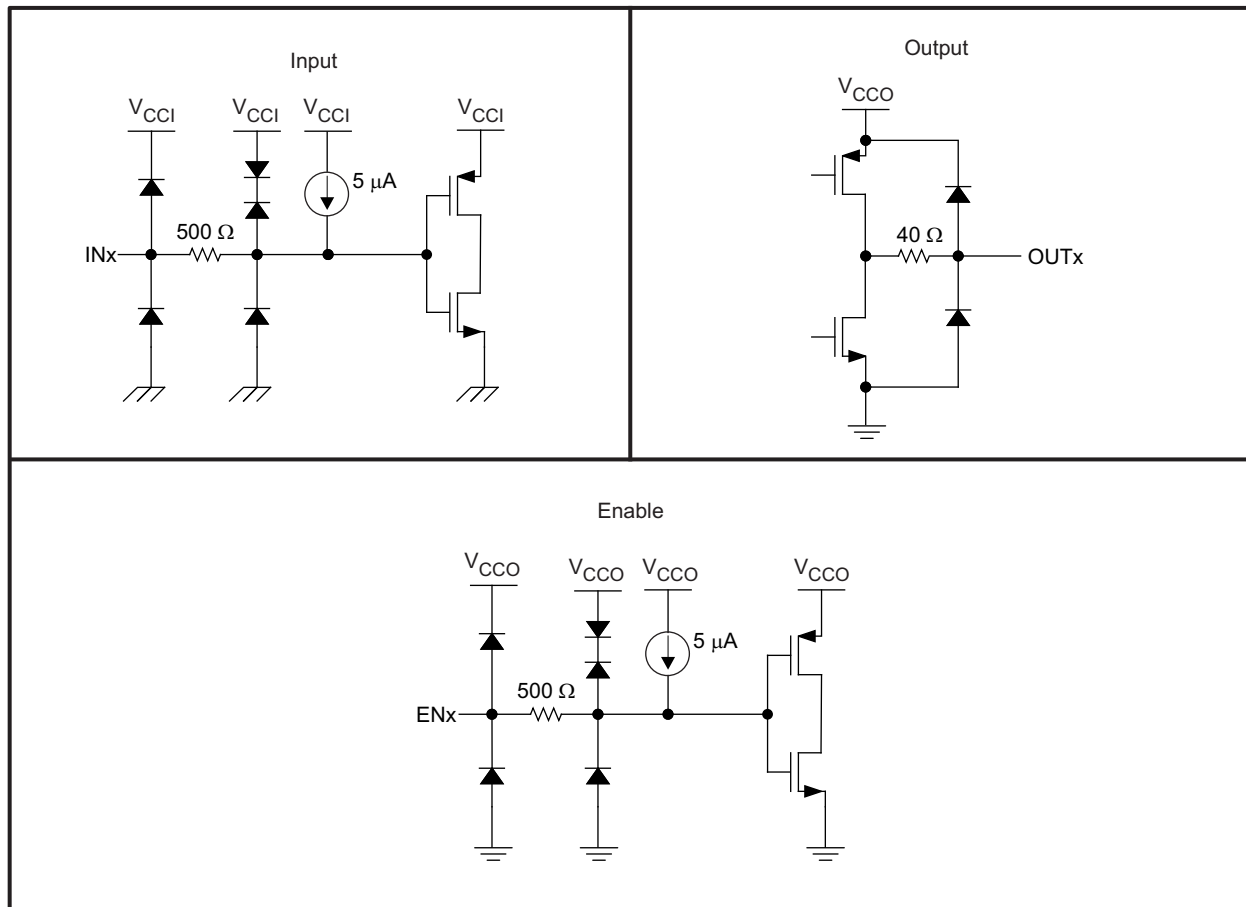 Input
V_CCI V_CCI V_CCI V_CCI
5 μA
500 Ω
INx
Output
V_CCO
40 Ω
OUTx
Enable
V_CCO V_CCO V_CCO V_CCO
5 μA
500 Ω
ENx